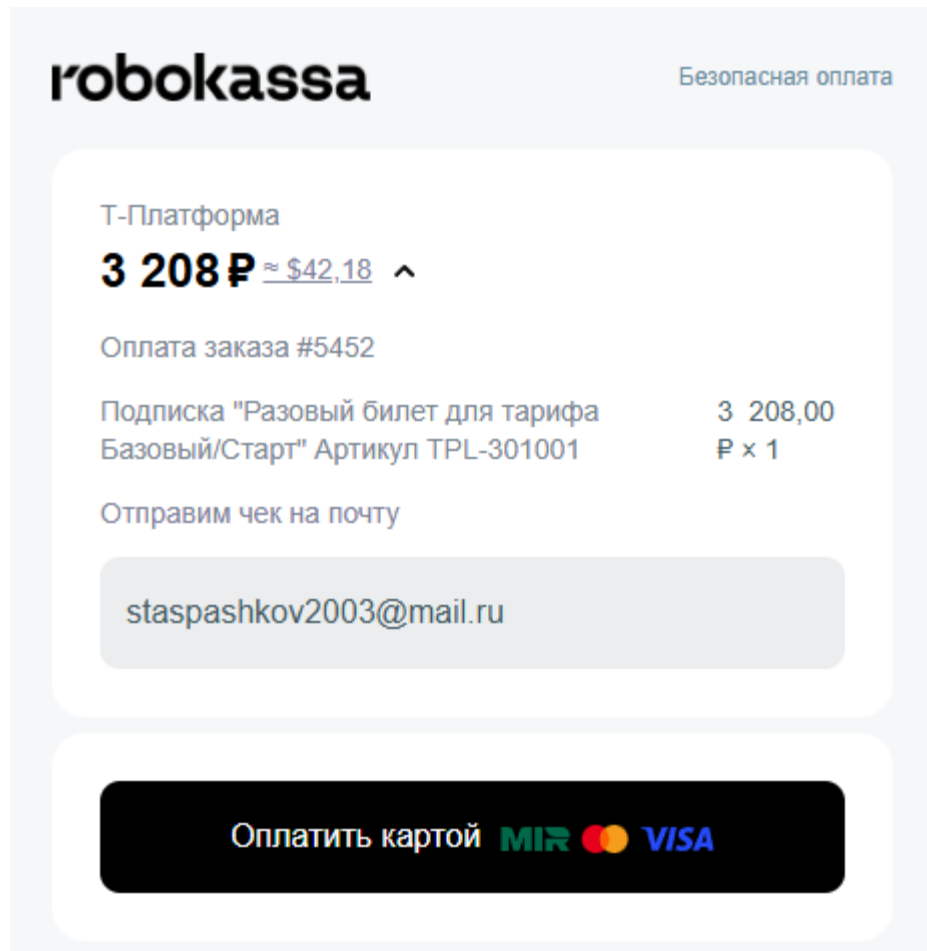 robokassa
Безопасная оплата
Т-Платформа
3 208 ₽ ≈ $42,18
Оплата заказа #5452
Подписка "Разовый билет для тарифа
Базовый/Старт" Артикул TPL-301001
3 208,00
₽ × 1
Отправим чек на почту
staspashkov2003@mail.ru
Оплатить картой MIR VISA